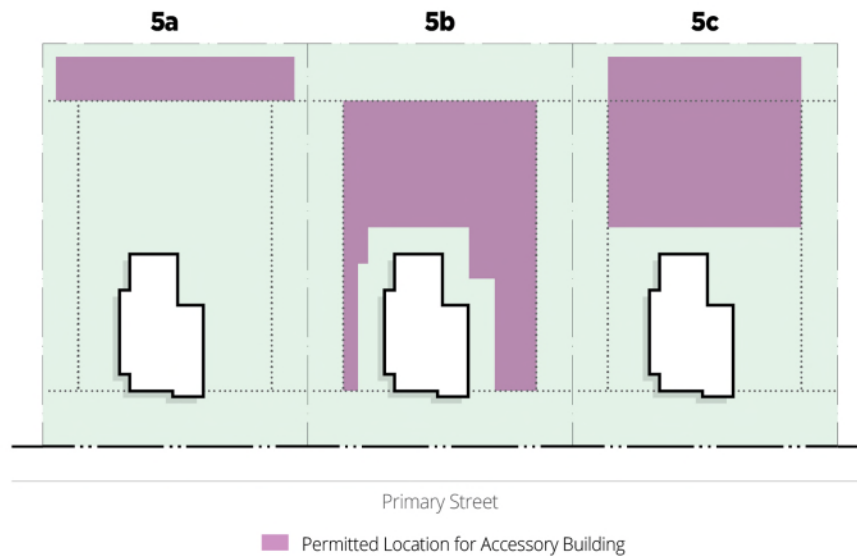 5a 5b 5c
Primary Street
Permitted Location for Accessory Building